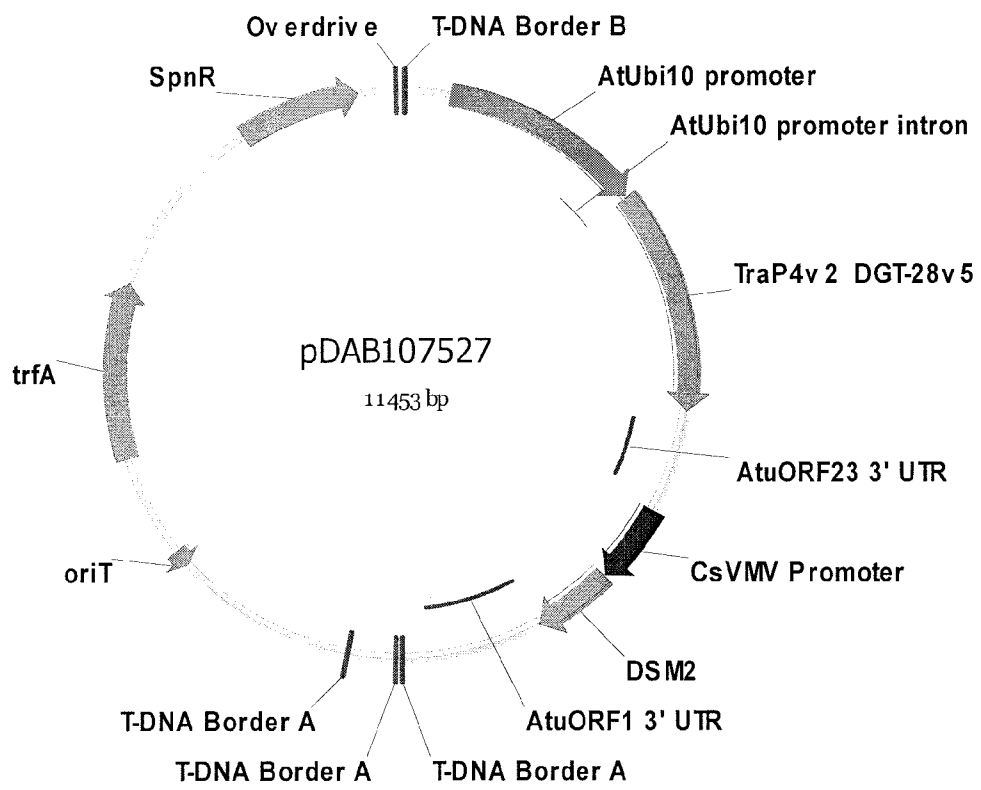 Overdrive
T-DNA Border B
SpnR
AtUbi10 promoter
AtUbi10 promoter intron
TraP4v2 DGT-28v5
pDAB107527
11453 bp
trfA
AtuORF23 3' UTR
CsVMV Promoter
oriT
DSM2
T-DNA Border A
AtuORF1 3' UTR
T-DNA Border A
T-DNA Border A